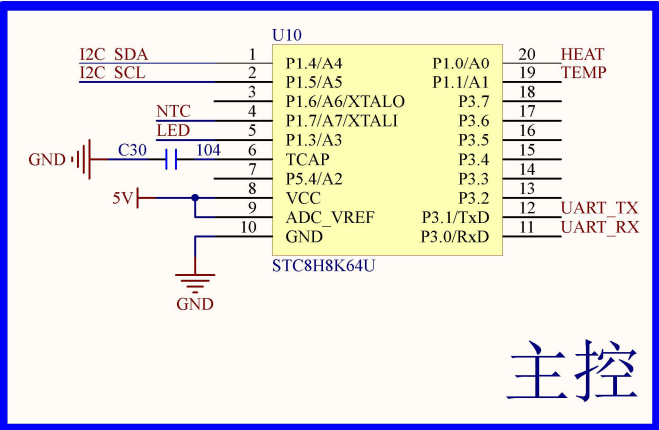 U10
I2C_SDA 1 P1.4/A4 P1.0/A0 20 HEAT
I2C_SCL 2 P1.5/A5 P1.1/A1 19 TEMP
3 P1.6/A6/XTALO P3.7 18
NTC 4 P1.7/A7/XTALI P3.6 17
LED 5 P1.3/A3 P3.5 16
GND C30 104 6 TCAP P3.4 15
7 P5.4/A2 P3.3 14
5V 8 VCC P3.2 13
9 ADC_VREF P3.1/TxD 12 UART_TX
10 GND P3.0/RxD 11 UART_RX
STC8H8K64U
GND
主控